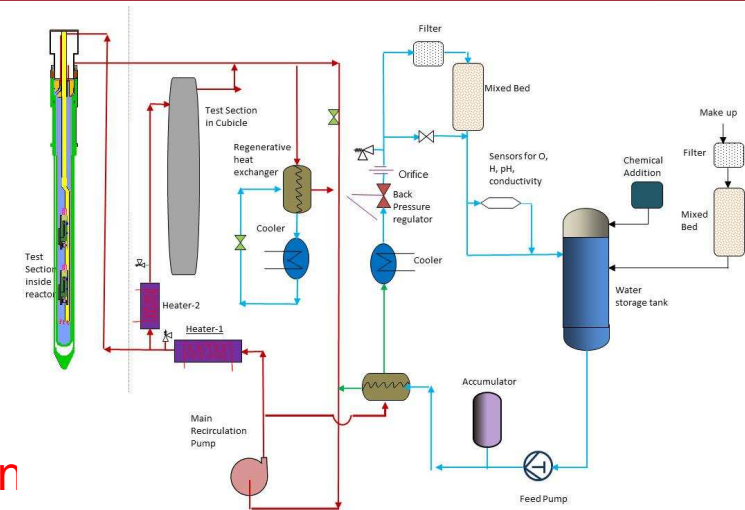 Filter
Mixed Bed
Make up
Test Section
in Cubicle
Regenerative
heat
exchanger
Sensors for O,
H, pH,
conductivity
Filter
Chemical
Addition
Orifice
Back
Pressure
regulator
Mixed
Bed
Cooler
Cooler
Test
Section
inside
reactor
Water
storage tank
Heater-2
Heater-1
Accumulator
Main
Recirculation
Pump
Feed Pump